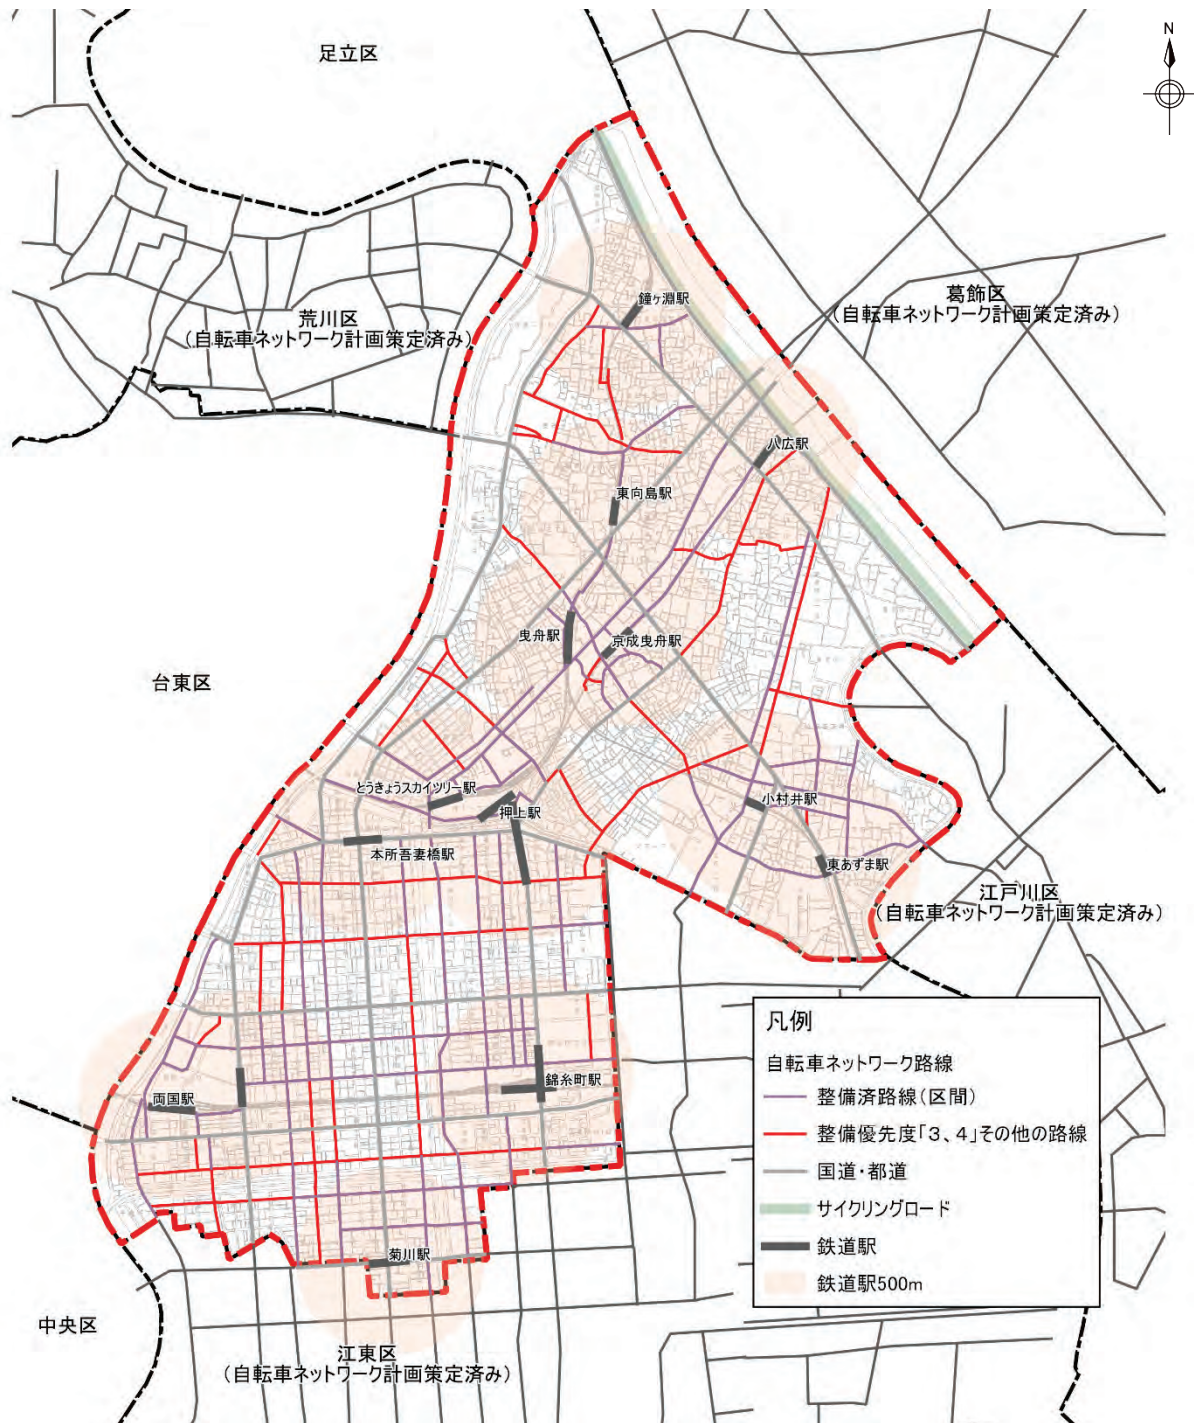 N
足立区
葛飾区
(自転車ネットワーク計画策定済み)
荒川区
(自転車ネットワーク計画策定済み)
鐘ヶ淵駅
八広駅
東向島駅
曳舟駅
京成曳舟駅
台東区
とうきょうスカイツリー駅
押上駅
小村井駅
本所吾妻橋駅
東あずま駅
江戸川区
(自転車ネットワーク計画策定済み)
錦糸町駅
両国駅
菊川駅
中央区
江東区
(自転車ネットワーク計画策定済み)
凡例
自転車ネットワーク路線
整備済路線(区間)
整備優先度「3、4」その他の路線
国道・都道
サイクリングロード
鉄道駅
鉄道駅500m